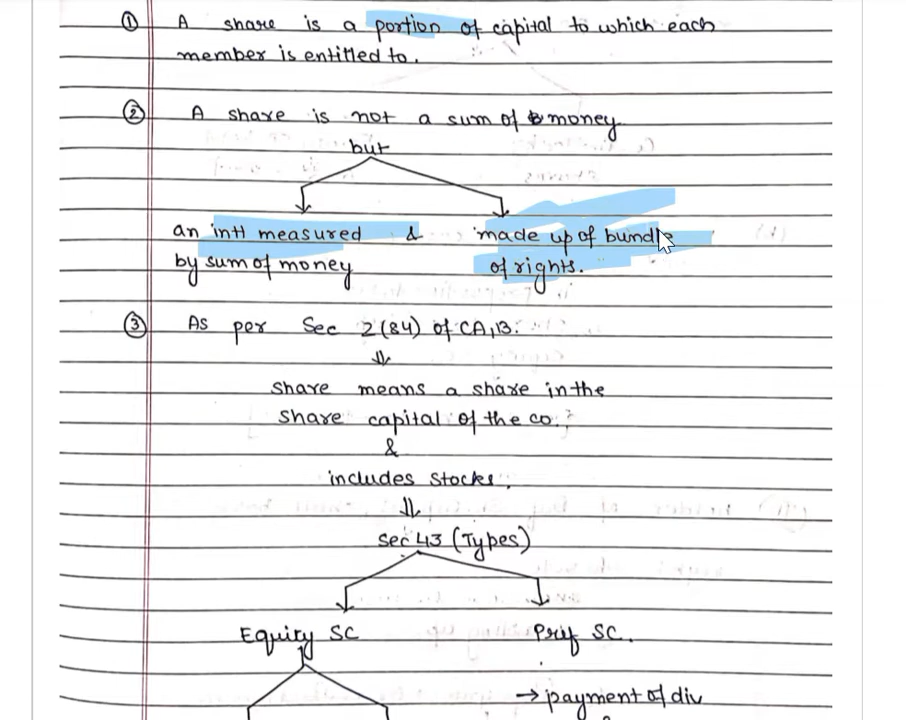 ① A share is a portion of capital to which each
member is entitled to.
② A share is not a sum of money
but
an intt measured & made up of bundle
by sum of money of rights.
③ As per Sec 2(84) of CA,13.
⇓
Share means a share in the
share capital of the co.
&
includes stocks.
⇓
Sec 43 (Types)
Equity SC Prif SC.
→ payment of div